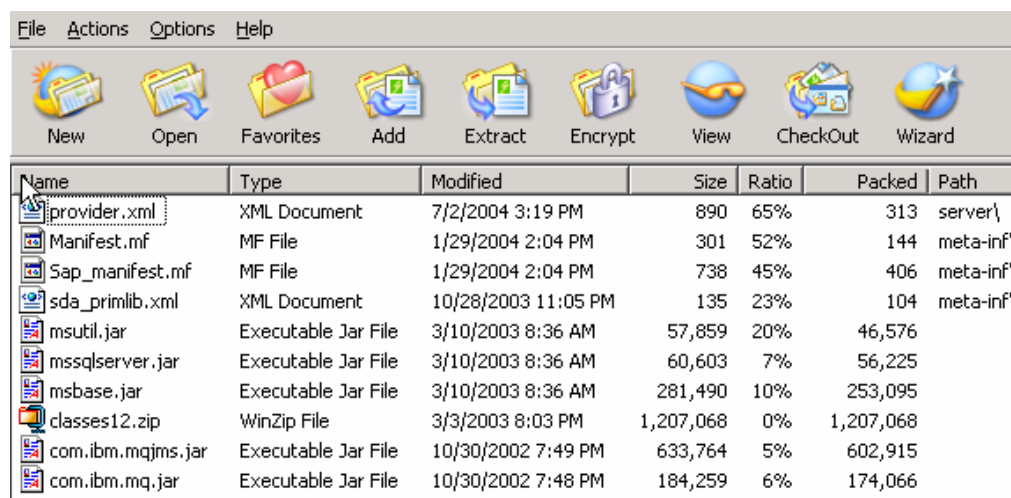 File Actions Options Help
New Open Favorites Add Extract Encrypt View CheckOut Wizard
Name Type Modified Size Ratio Packed Path
provider.xml XML Document 7/2/2004 3:19 PM 890 65% 313 server\
Manifest.mf MF File 1/29/2004 2:04 PM 301 52% 144 meta-inf\
Sap_manifest.mf MF File 1/29/2004 2:04 PM 738 45% 406 meta-inf\
sda_primlib.xml XML Document 10/28/2003 11:05 PM 135 23% 104 meta-inf\
msutil.jar Executable Jar File 3/10/2003 8:36 AM 57,859 20% 46,576
mssqlserver.jar Executable Jar File 3/10/2003 8:36 AM 60,603 7% 56,225
msbase.jar Executable Jar File 3/10/2003 8:36 AM 281,490 10% 253,095
classes12.zip WinZip File 3/3/2003 8:03 PM 1,207,068 0% 1,207,068
com.ibm.mqjms.jar Executable Jar File 10/30/2002 7:49 PM 633,764 5% 602,915
com.ibm.mq.jar Executable Jar File 10/30/2002 7:48 PM 184,259 6% 174,066